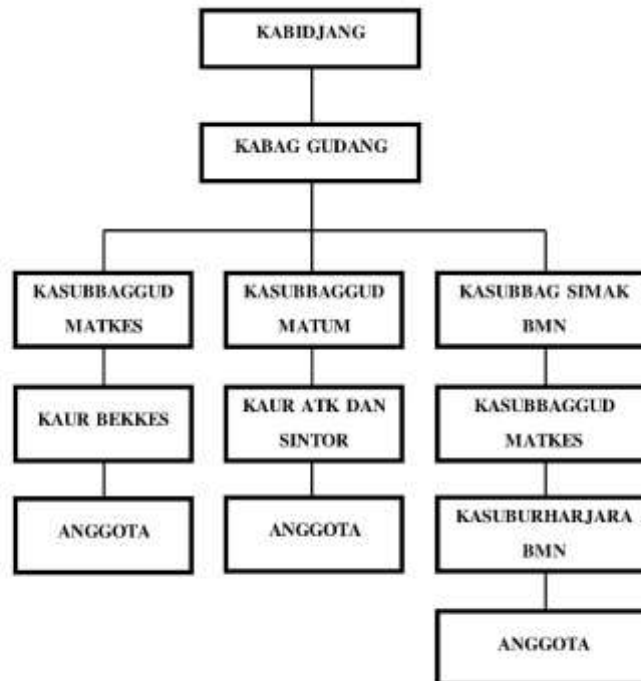 KABIDJANG
KABAG GUDANG
KASUBBAGGUD
MATKES
KASUBBAGGUD
MATUM
KASUBBAG SIMAK
BMN
KAUR BEKKES
KAUR ATK DAN
SINTOR
KASUBBAGGUD
MATKES
ANGGOTA
ANGGOTA
KASUBURHARJARA
BMN
ANGGOTA